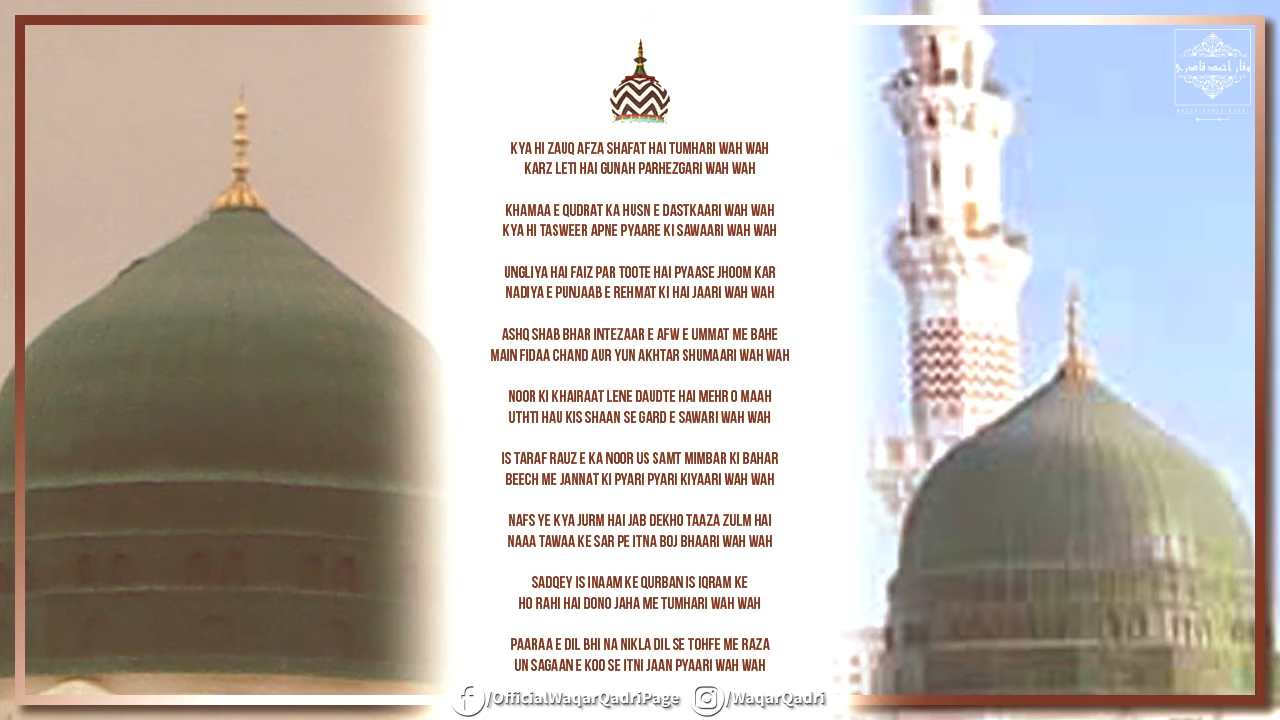 KYA HI ZAUQ AFZA SHAFAT HAI TUMHARI WAH WAH
KARZ LETI HAI GUNAH PARHEZGARI WAH WAH
KHAMAA E QUDRAT KA HUSN E DASTKAARI WAH WAH
KYA HI TASWEER APNE PYAARE KI SAWAARI WAH WAH
UNGLIYA HAI FAIZ PAR TOOTE HAI PYAASE JHOOM KAR
NADIYA E PUNJAAB E REHMAT KI HAI JAARI WAH WAH
ASHQ SHAB BHAR INTEZAAR E AFW E UMMAT ME BAHE
MAIN FIDAA CHAND AUR YUN AKHTAR SHUMAARI WAH WAH
NOOR KI KHAIRAAT LENE DAUDTE HAI MEHR O MAAH
UTHTI HAU KIS SHAAN SE GARD E SAWARI WAH WAH
IS TARAF RAUZ E KA NOOR US SAMT MIMBAR KI BAHAR
BEECH ME JANNAT KI PYARI PYARI KIYAARI WAH WAH
NAFS YE KYA JURM HAI JAB DEKHO TAAZA ZULM HAI
NAAA TAWAA KE SAR PE ITNA BOJ BHAARI WAH WAH
SADQEY IS INAAM KE QURBAN IS IQRAM KE
HO RAHI HAI DONO JAHA ME TUMHARI WAH WAH
PAARAA E DIL BHI NA NIKLA DIL SE TOHFE ME RAZA
UN SAGAAN E KOO SE ITNI JAAN PYAARI WAH WAH
/OfficialWaqarQadriPage /WaqarQadri
وقار احمد قادری